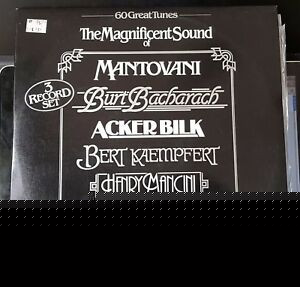 60 Great Tunes
The Magnificent Sound
of
MANTOVANI
3
RECORD
SET
Burt Bacharach
ACKER BILK
BERT KAEMPFERT
HENRY MANCINI